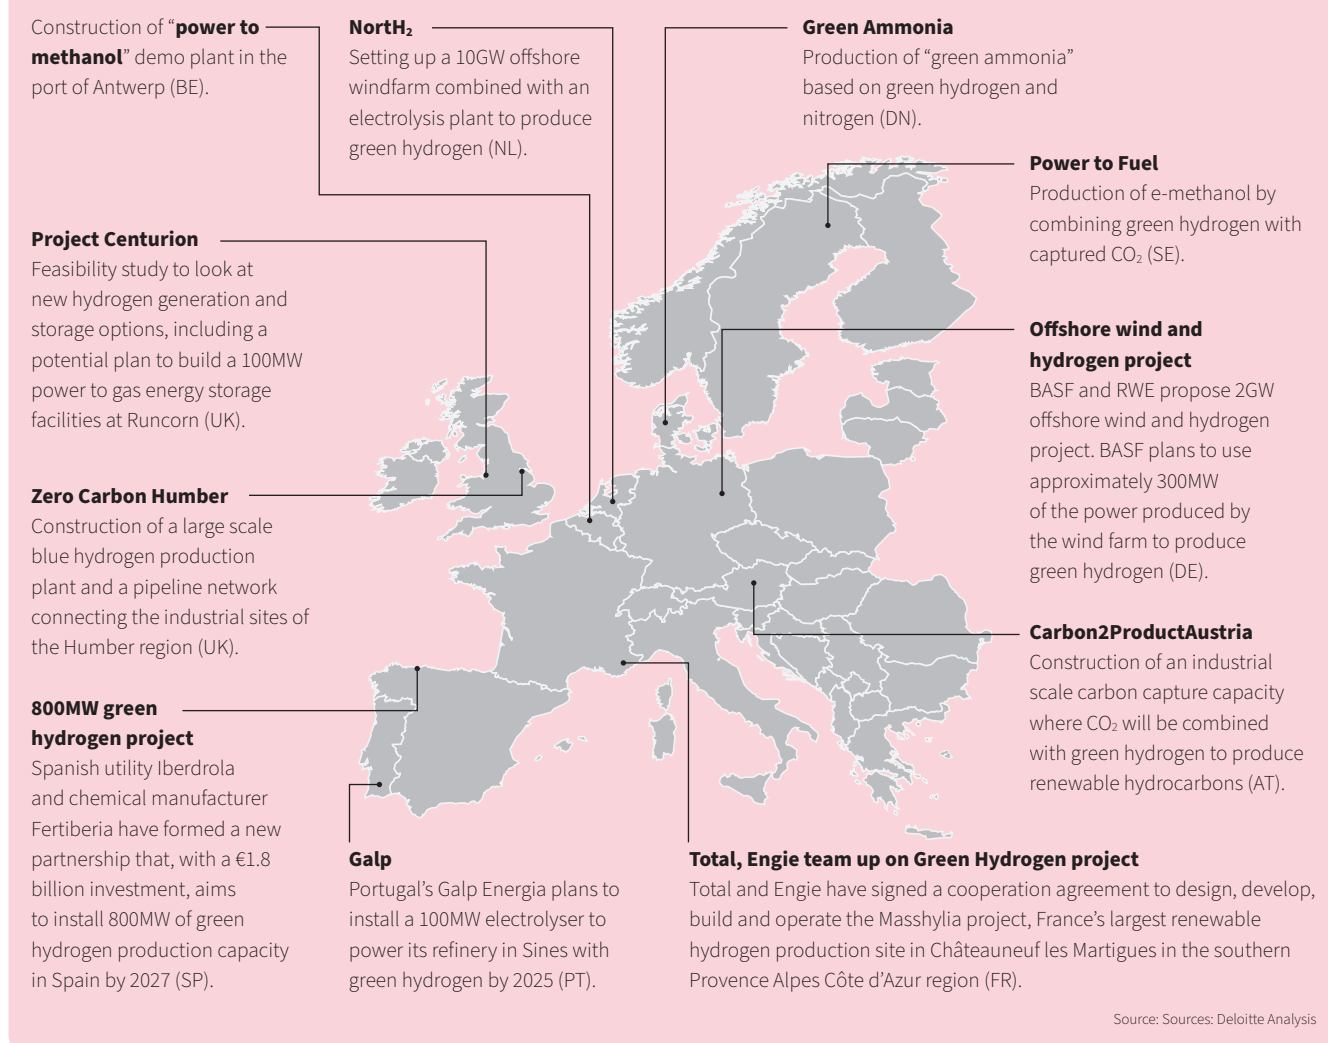 Construction of “power to
methanol” demo plant in the
port of Antwerp (BE).
NortH₂
Setting up a 10GW offshore
windfarm combined with an
electrolysis plant to produce
green hydrogen (NL).
Green Ammonia
Production of “green ammonia”
based on green hydrogen and
nitrogen (DN).
Power to Fuel
Production of e-methanol by
combining green hydrogen with
captured CO₂ (SE).
Project Centurion
Feasibility study to look at
new hydrogen generation and
storage options, including a
potential plan to build a 100MW
power to gas energy storage
facilities at Runcorn (UK).
Offshore wind and
hydrogen project
BASF and RWE propose 2GW
offshore wind and hydrogen
project. BASF plans to use
approximately 300MW
of the power produced by
the wind farm to produce
green hydrogen (DE).
Zero Carbon Humber
Construction of a large scale
blue hydrogen production
plant and a pipeline network
connecting the industrial sites of
the Humber region (UK).
Carbon2ProductAustria
Construction of an industrial
scale carbon capture capacity
where CO₂ will be combined
with green hydrogen to produce
renewable hydrocarbons (AT).
800MW green
hydrogen project
Spanish utility Iberdrola
and chemical manufacturer
Fertiberia have formed a new
partnership that, with a €1.8
billion investment, aims
to install 800MW of green
hydrogen production capacity
in Spain by 2027 (SP).
Galp
Portugal’s Galp Energia plans to
install a 100MW electrolyser to
power its refinery in Sines with
green hydrogen by 2025 (PT).
Total, Engie team up on Green Hydrogen project
Total and Engie have signed a cooperation agreement to design, develop,
build and operate the Masshylia project, France’s largest renewable
hydrogen production site in Châteauneuf les Martigues in the southern
Provence Alpes Côte d’Azur region (FR).
Source: Sources: Deloitte Analysis